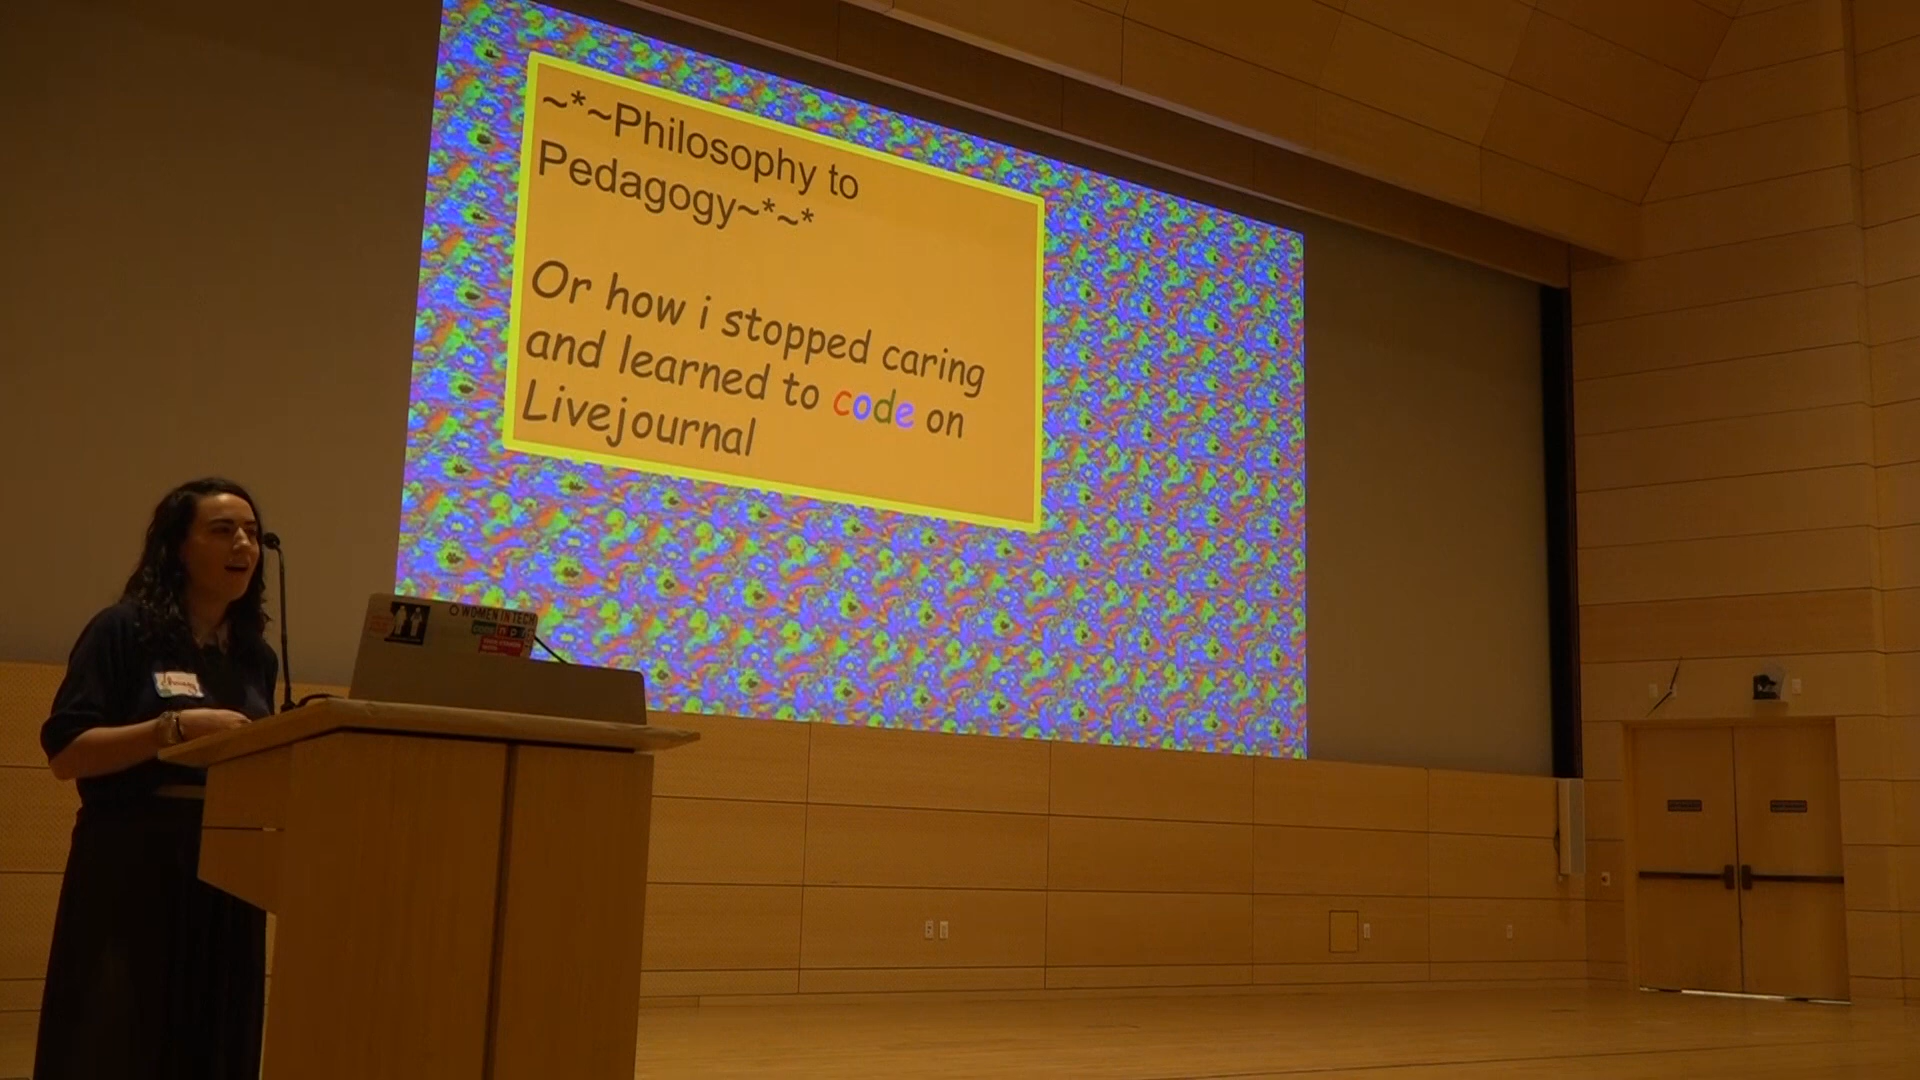 ~*~Philosophy to
Pedagogy~*~*
Or how i stopped caring
and learned to code on
Livejournal
WOMEN IN TECH